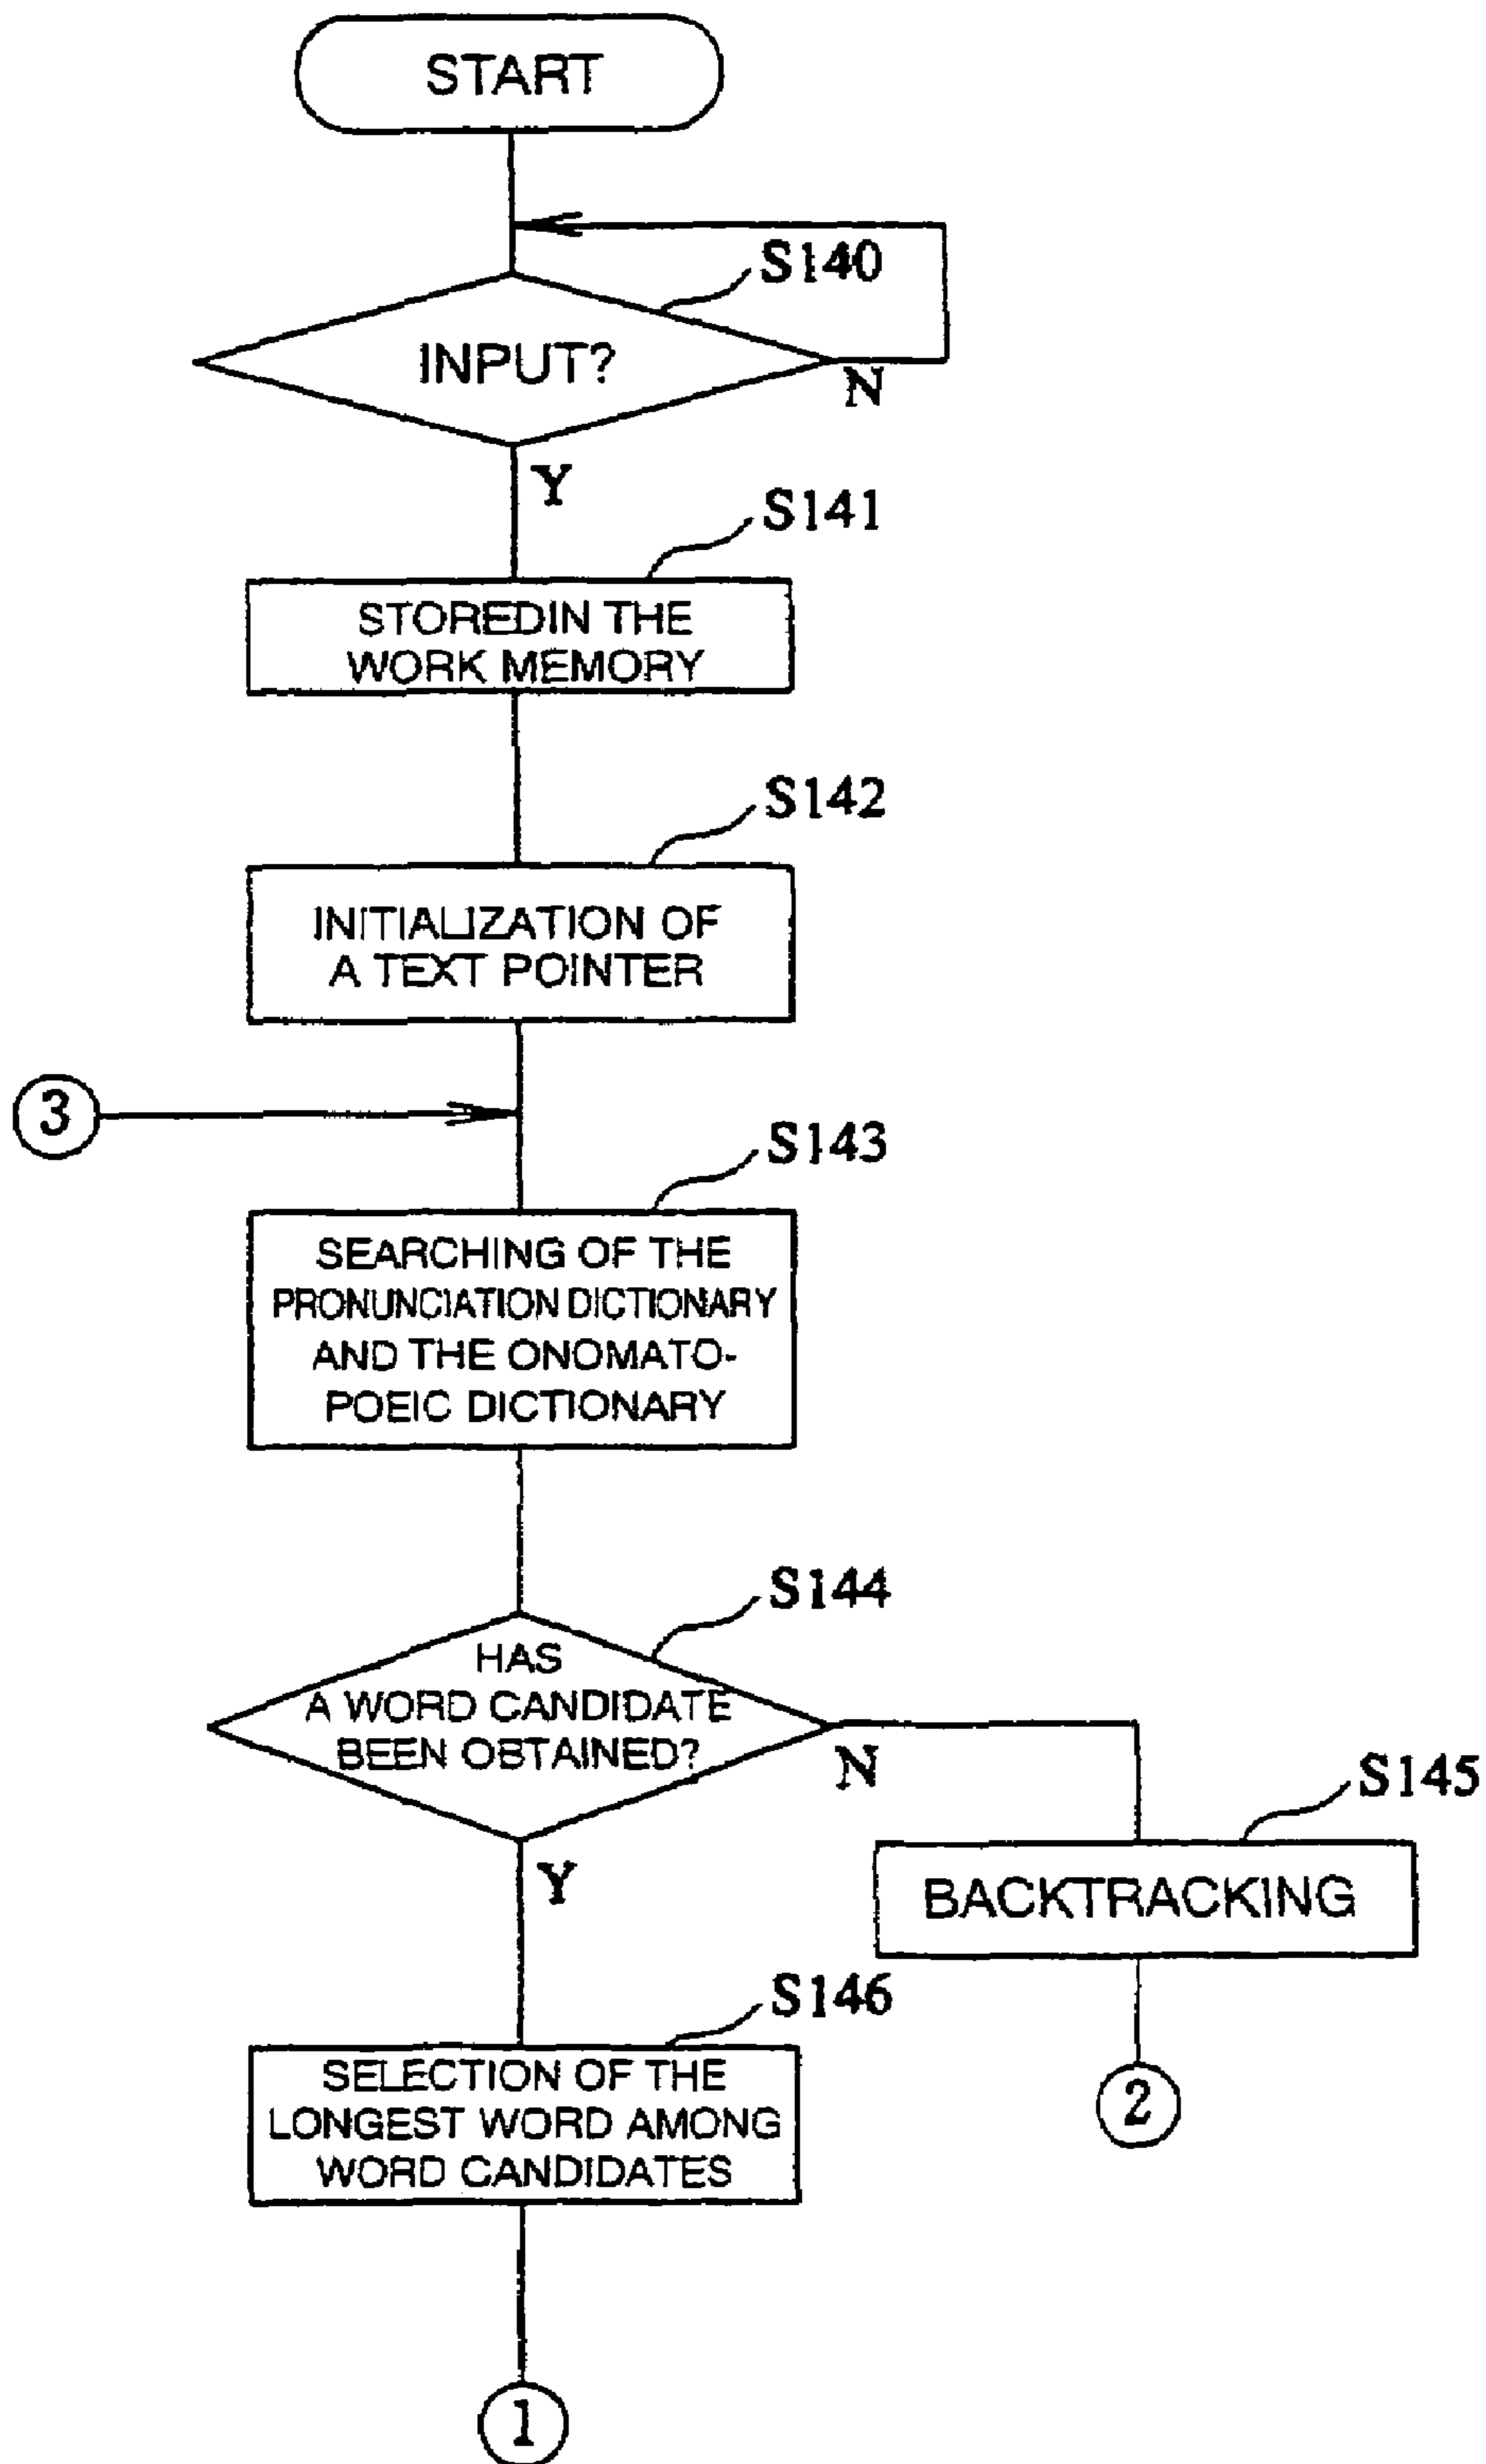 START
S140
INPUT?
N
Y
S141
STOREDIN THE
WORK MEMORY
S142
INITIALIZATION OF
A TEXT POINTER
3
S143
SEARCHING OF THE
PRONUNCIATION DICTIONARY
AND THE ONOMATO-
POEIC DICTIONARY
S144
HAS
A WORD CANDIDATE
BEEN OBTAINED?
N
S145
Y
BACKTRACKING
S146
SELECTION OF THE
LONGEST WORD AMONG
WORD CANDIDATES
2
1